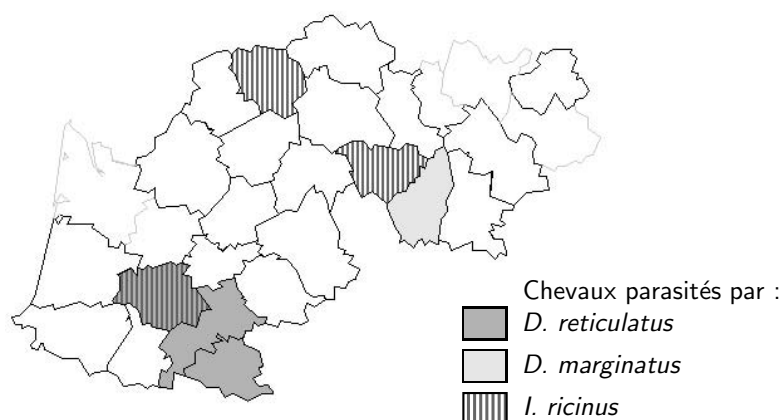 Chevaux parasités par :
D. reticulatus
D. marginatus
I. ricinus